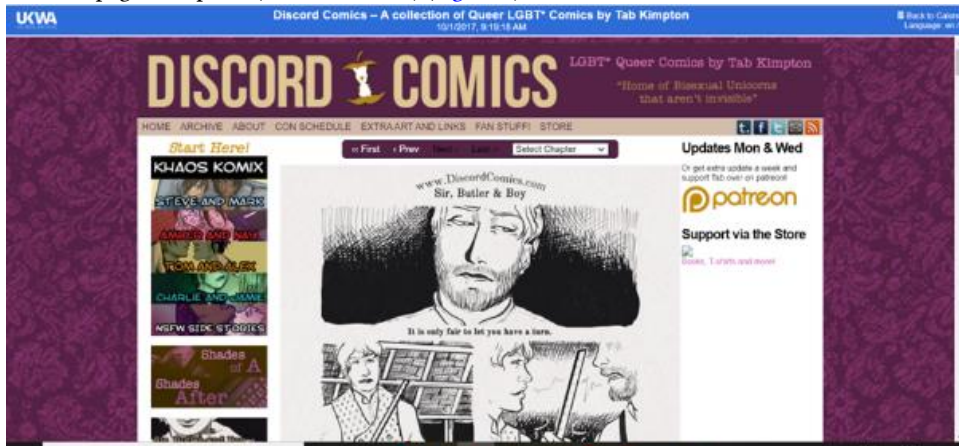 UKWA
Discord Comics – A collection of Queer LGBT* Comics by Tab Kimpton
10/1/2017, 9:19:18 AM
Language: en
DISCORD COMICS
LGBT* Queer Comics by Tab Kimpton
"Home of Bisexual Unicorns
that aren't invisible"
HOME ARCHIVE ABOUT CON SCHEDULE EXTRA ART AND LINKS FAN STUFF! STORE
Start Here!
KHAOS KOMIX
STEVE AND MARK
AMBER AND NAY
TOM AND ALEX
CHARLIE AND JAMIE
NSFW SIDE STORIES
Shades
of A
Shades
After
‹‹ First ‹ Prev Next › Last ›› Select Chapter
www.DiscordComics.com
Sir, Butler & Boy
It is only fair to let you have a turn.
Updates Mon & Wed
Or get extra update a week and
support Tab over on patreon!
patreon
Support via the Store
Books, T-shirts and more!